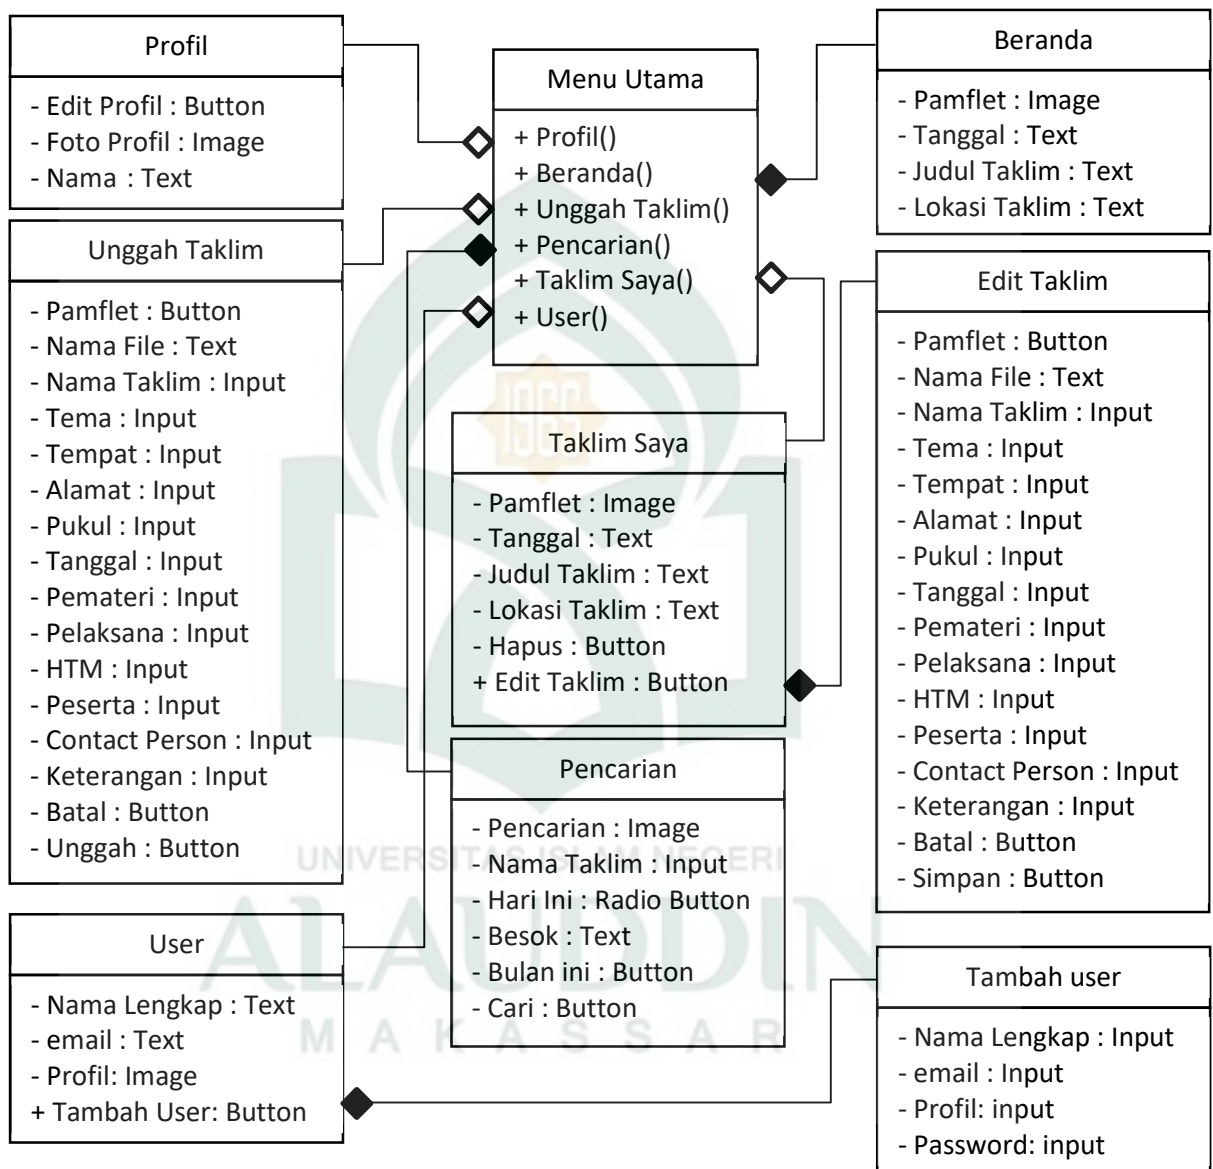 Profil
- Edit Profil : Button
- Foto Profil : Image
- Nama : Text
Menu Utama
+ Profil()
+ Beranda()
+ Unggah Taklim()
+ Pencarian()
+ Taklim Saya()
+ User()
Beranda
- Pamflet : Image
- Tanggal : Text
- Judul Taklim : Text
- Lokasi Taklim : Text
Unggah Taklim
- Pamflet : Button
- Nama File : Text
- Nama Taklim : Input
- Tema : Input
- Tempat : Input
- Alamat : Input
- Pukul : Input
- Tanggal : Input
- Pemateri : Input
- Pelaksana : Input
- HTM : Input
- Peserta : Input
- Contact Person : Input
- Keterangan : Input
- Batal : Button
- Unggah : Button
1965
Taklim Saya
- Pamflet : Image
- Tanggal : Text
- Judul Taklim : Text
- Lokasi Taklim : Text
- Hapus : Button
+ Edit Taklim : Button
Edit Taklim
- Pamflet : Button
- Nama File : Text
- Nama Taklim : Input
- Tema : Input
- Tempat : Input
- Alamat : Input
- Pukul : Input
- Tanggal : Input
- Pemateri : Input
- Pelaksana : Input
- HTM : Input
- Peserta : Input
- Contact Person : Input
- Keterangan : Input
- Batal : Button
- Simpan : Button
Pencarian
- Pencarian : Image
- Nama Taklim : Input
- Hari Ini : Radio Button
- Besok : Text
- Bulan ini : Button
- Cari : Button
UNIVERSITAS ISLAM NEGERI
ALAUDDIN
MAKASSAR
User
- Nama Lengkap : Text
- email : Text
- Profil: Image
+ Tambah User: Button
Tambah user
- Nama Lengkap : Input
- email : Input
- Profil: input
- Password: input